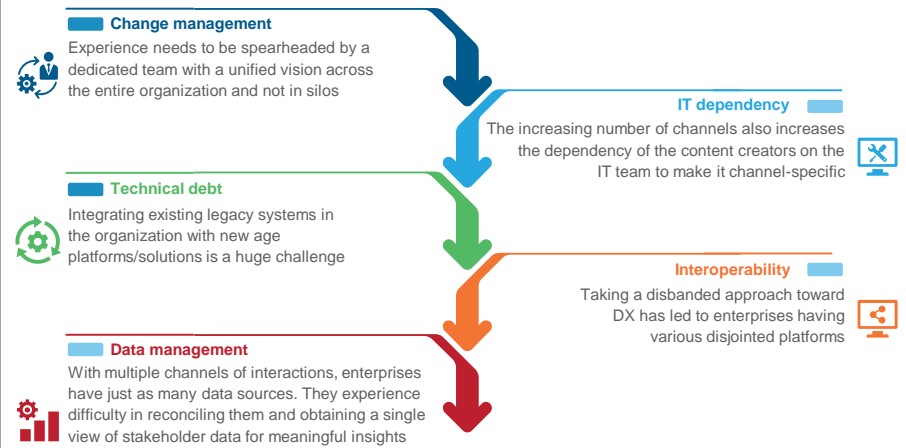 Change management
Experience needs to be spearheaded by a
dedicated team with a unified vision across
the entire organization and not in silos
IT dependency
The increasing number of channels also increases
the dependency of the content creators on the
IT team to make it channel-specific
Technical debt
Integrating existing legacy systems in
the organization with new age
platforms/solutions is a huge challenge
Interoperability
Taking a disbanded approach toward
DX has led to enterprises having
various disjointed platforms
Data management
With multiple channels of interactions, enterprises
have just as many data sources. They experience
difficulty in reconciling them and obtaining a single
view of stakeholder data for meaningful insights